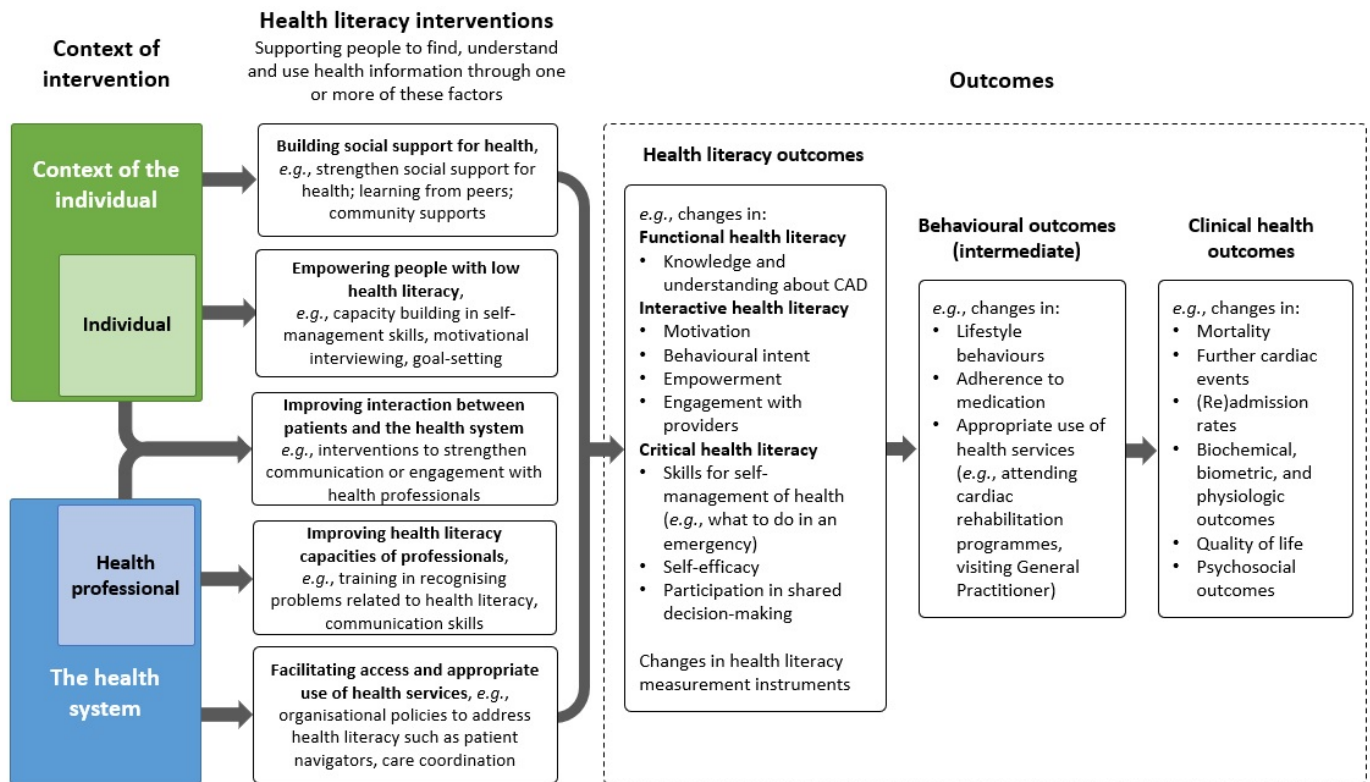 Context of
intervention
Health literacy interventions
Supporting people to find, understand
and use health information through one
or more of these factors
Outcomes
Context of the
individual
Individual
Health
professional
The health
system
Building social support for health,
e.g., strengthen social support for
health; learning from peers;
community supports
Empowering people with low
health literacy,
e.g., capacity building in self-
management skills, motivational
interviewing, goal-setting
Improving interaction between
patients and the health system
e.g., interventions to strengthen
communication or engagement with
health professionals
Improving health literacy
capacities of professionals,
e.g., training in recognising
problems related to health literacy,
communication skills
Facilitating access and appropriate
use of health services, e.g.,
organisational policies to address
health literacy such as patient
navigators, care coordination
Health literacy outcomes
e.g., changes in:
Functional health literacy
• Knowledge and
understanding about CAD
Interactive health literacy
• Motivation
• Behavioural intent
• Empowerment
• Engagement with
providers
Critical health literacy
• Skills for self-
management of health
(e.g., what to do in an
emergency)
• Self-efficacy
• Participation in shared
decision-making
Changes in health literacy
measurement instruments
Behavioural outcomes
(intermediate)
e.g., changes in:
• Lifestyle
behaviours
• Adherence to
medication
• Appropriate use of
health services
(e.g., attending
cardiac
rehabilitation
programmes,
visiting General
Practitioner)
Clinical health
outcomes
e.g., changes in:
• Mortality
• Further cardiac
events
• (Re)admission
rates
• Biochemical,
biometric, and
physiologic
outcomes
• Quality of life
• Psychosocial
outcomes